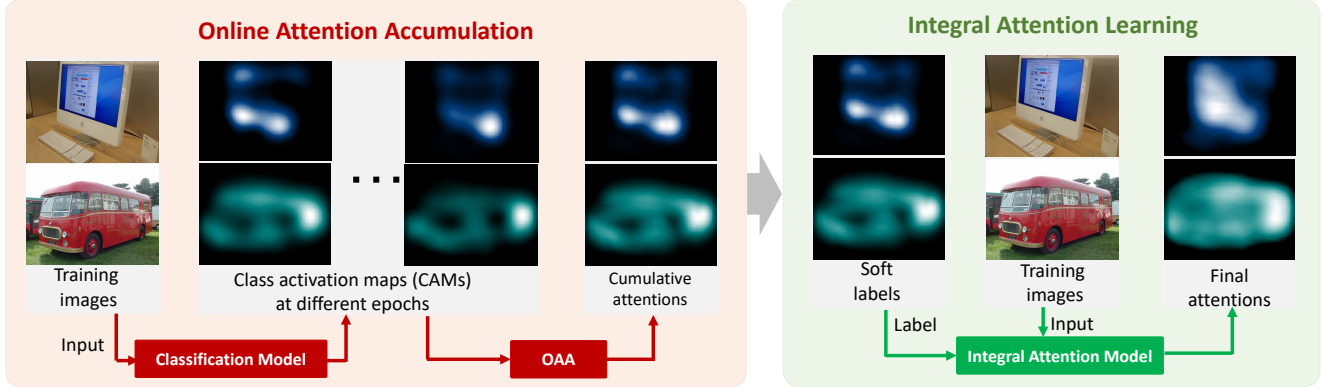 Online Attention Accumulation
Training
images
Class activation maps (CAMs)
at different epochs
. . .
Cumulative
attentions
Input
Classification Model
OAA
Integral Attention Learning
Soft
labels
Training
images
Final
attentions
Label
Input
Integral Attention Model